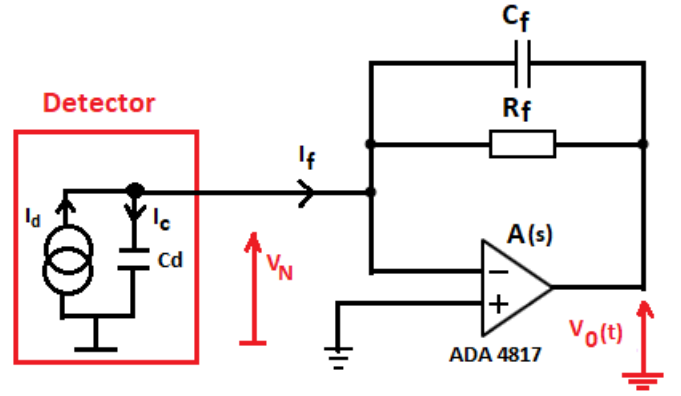 Cf
Rf
Detector
If
Id
Ic
Cd
VN
A(s)
−
+
ADA 4817
V0(t)